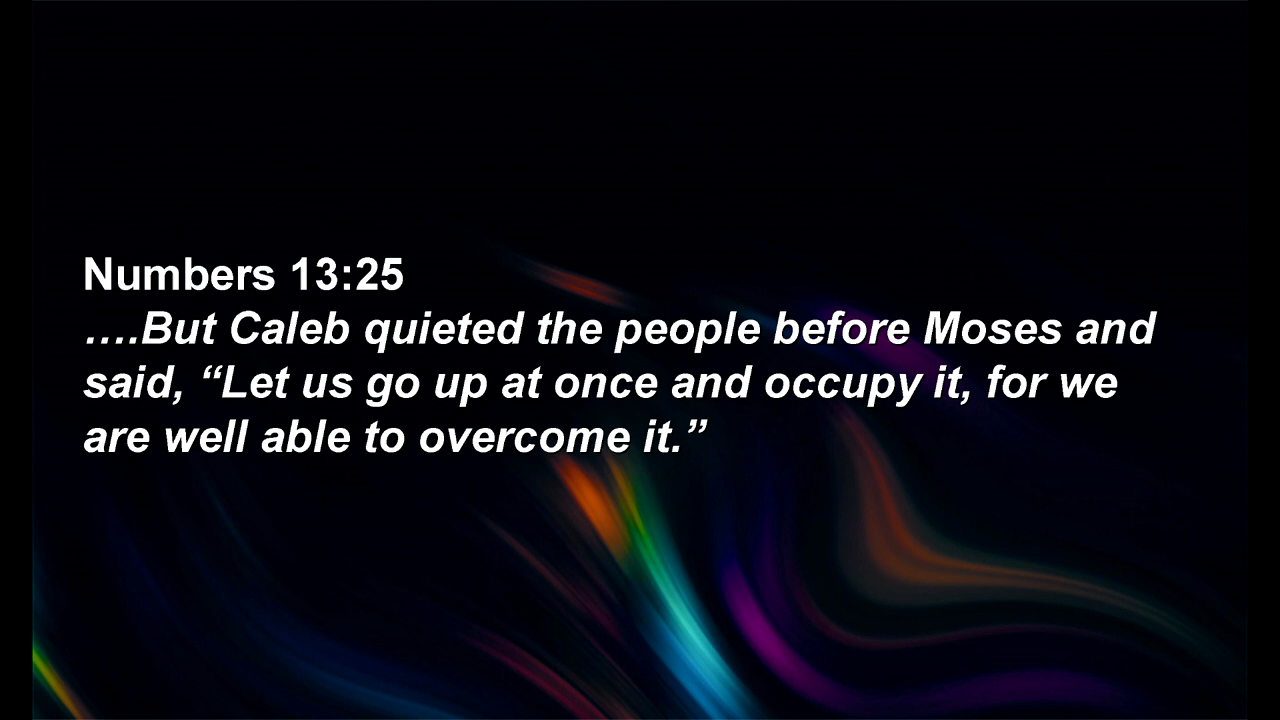 Numbers 13:25
….But Caleb quieted the people before Moses and
said, “Let us go up at once and occupy it, for we
are well able to overcome it.”